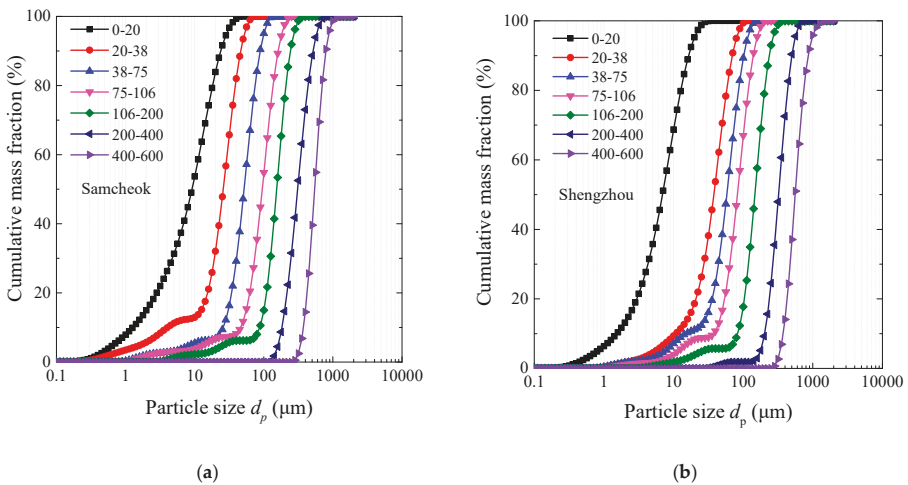 100
80
60
40
20
0
Cumulative mass fraction (%)
0-20
20-38
38-75
75-106
106-200
200-400
400-600
Samcheok
0.1 1 10 100 1000 10000
Particle size dp (μm)
(a)
100
80
60
40
20
0
Cumulative mass fraction (%)
0-20
20-38
38-75
75-106
106-200
200-400
400-600
Shengzhou
0.1 1 10 100 1000 10000
Particle size dp (μm)
(b)